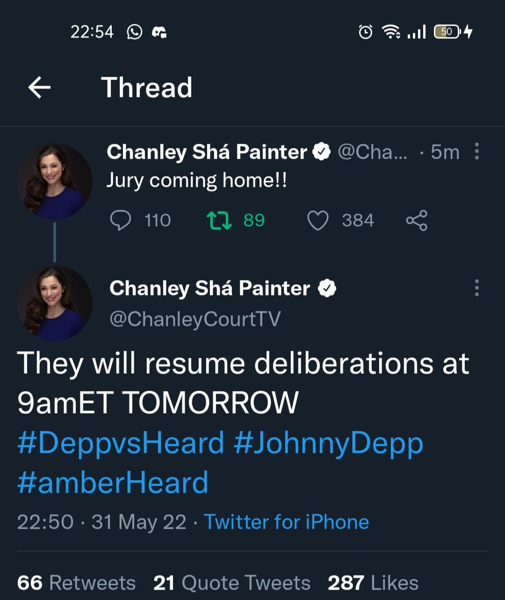 22:54 50
Thread
Chanley Shá Painter @Cha... · 5m
Jury coming home!!
110 89 384
Chanley Shá Painter
@ChanleyCourtTV
They will resume deliberations at
9amET TOMORROW
#DeppvsHeard #JohnnyDepp
#amberHeard
22:50 · 31 May 22 · Twitter for iPhone
66 Retweets 21 Quote Tweets 287 Likes